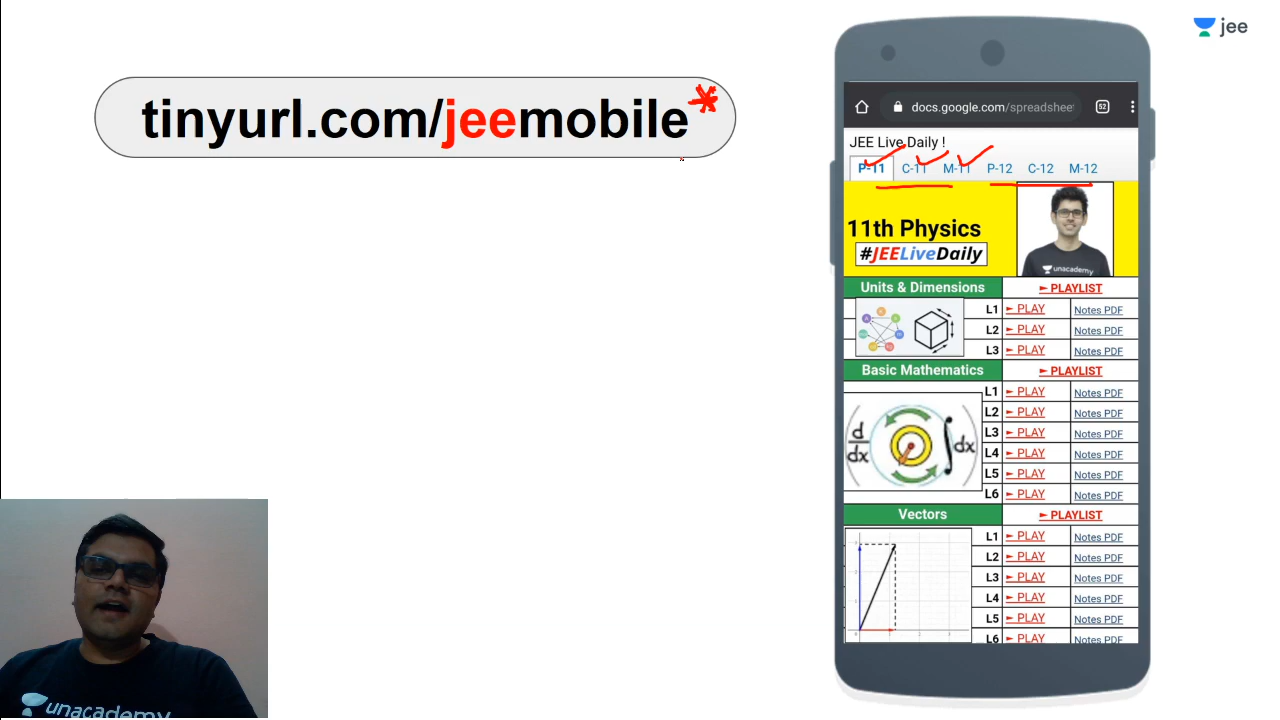 jee
tinyurl.com/jeemobile*
docs.google.com/spreadsheet
52
JEE Live Daily !
P-11 C-11 M-11 P-12 C-12 M-12
11th Physics
#JEELiveDaily
unacademy
Units & Dimensions ► PLAYLIST
L1 ► PLAY Notes PDF
L2 ► PLAY Notes PDF
L3 ► PLAY Notes PDF
Basic Mathematics ► PLAYLIST
L1 ► PLAY Notes PDF
L2 ► PLAY Notes PDF
L3 ► PLAY Notes PDF
L4 ► PLAY Notes PDF
L5 ► PLAY Notes PDF
L6 ► PLAY Notes PDF
d/dx ∫dx
Vectors ► PLAYLIST
L1 ► PLAY Notes PDF
L2 ► PLAY Notes PDF
L3 ► PLAY Notes PDF
L4 ► PLAY Notes PDF
L5 ► PLAY Notes PDF
L6 ► PLAY Notes PDF
unacademy